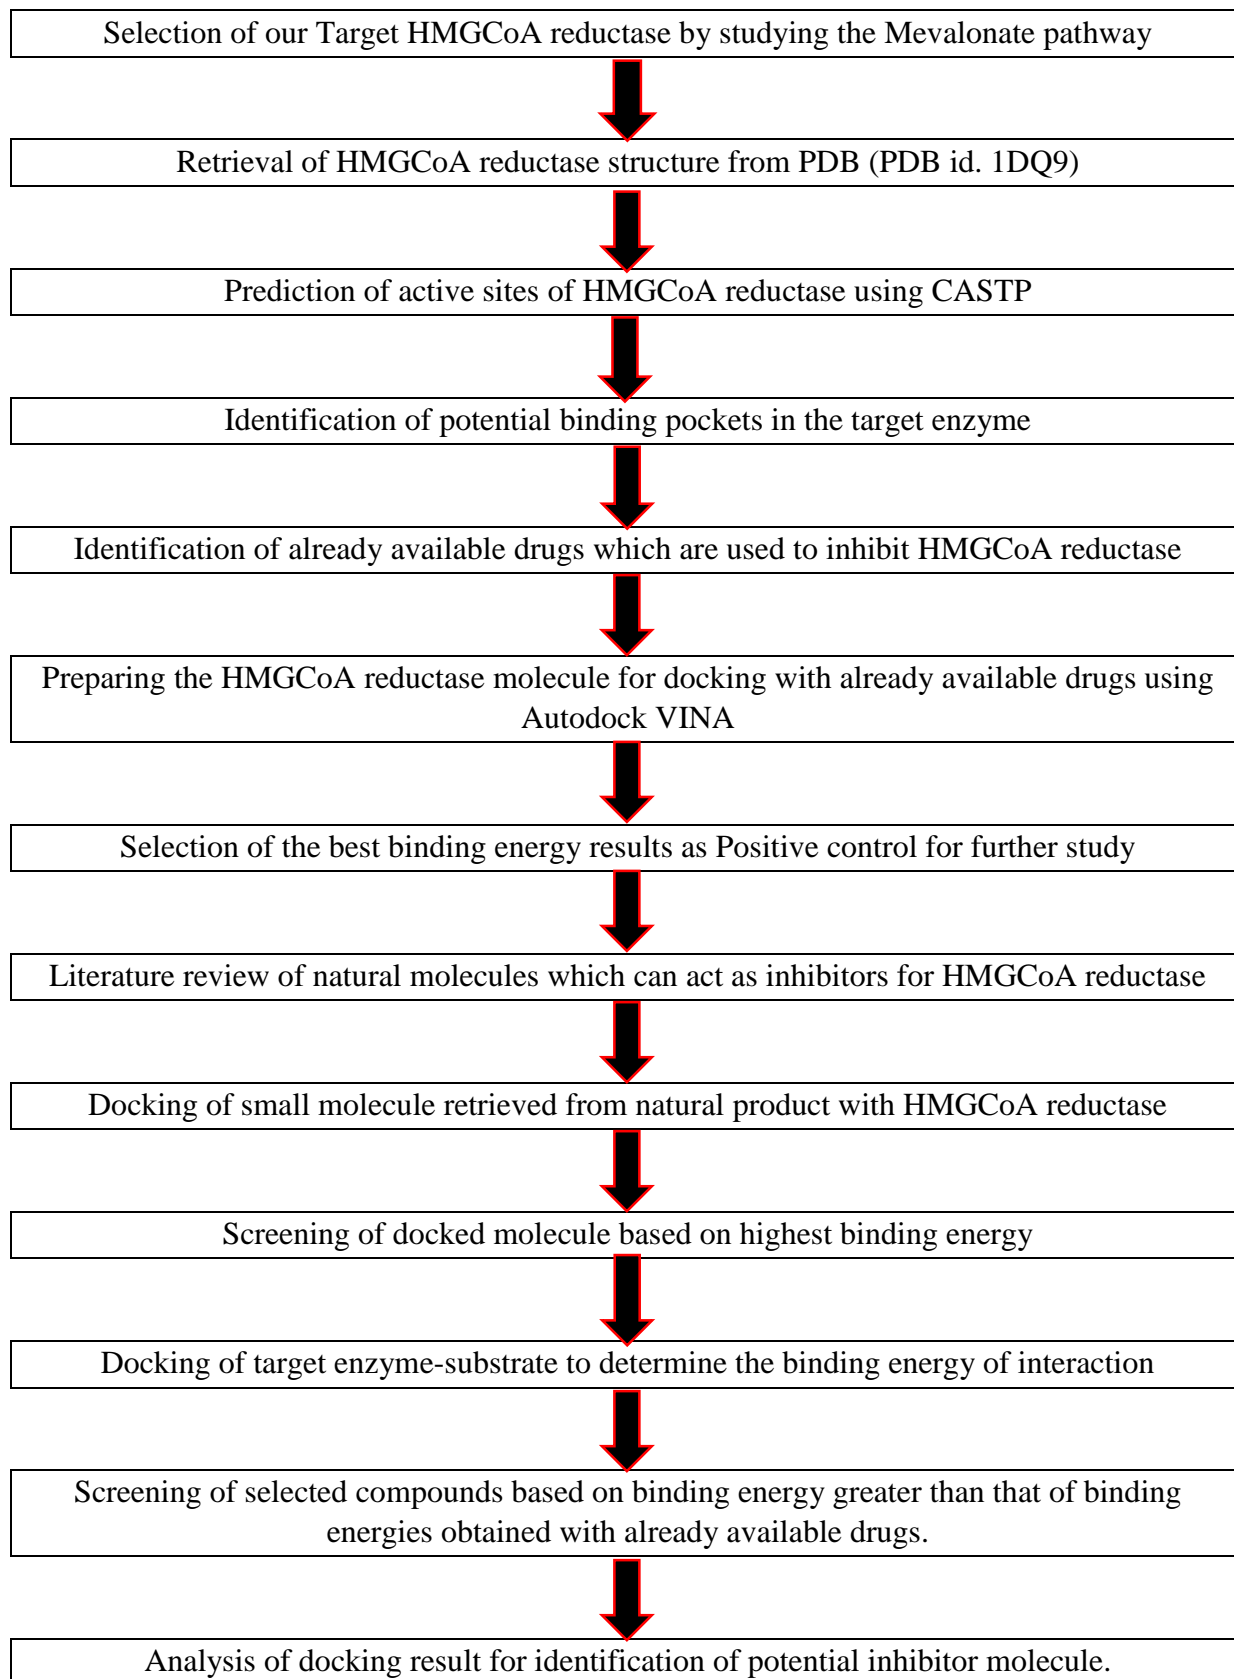 Selection of our Target HMGCoA reductase by studying the Mevalonate pathway
Retrieval of HMGCoA reductase structure from PDB (PDB id. 1DQ9)
Prediction of active sites of HMGCoA reductase using CASTP
Identification of potential binding pockets in the target enzyme
Identification of already available drugs which are used to inhibit HMGCoA reductase
Preparing the HMGCoA reductase molecule for docking with already available drugs using
Autodock VINA
Selection of the best binding energy results as Positive control for further study
Literature review of natural molecules which can act as inhibitors for HMGCoA reductase
Docking of small molecule retrieved from natural product with HMGCoA reductase
Screening of docked molecule based on highest binding energy
Docking of target enzyme-substrate to determine the binding energy of interaction
Screening of selected compounds based on binding energy greater than that of binding
energies obtained with already available drugs.
Analysis of docking result for identification of potential inhibitor molecule.